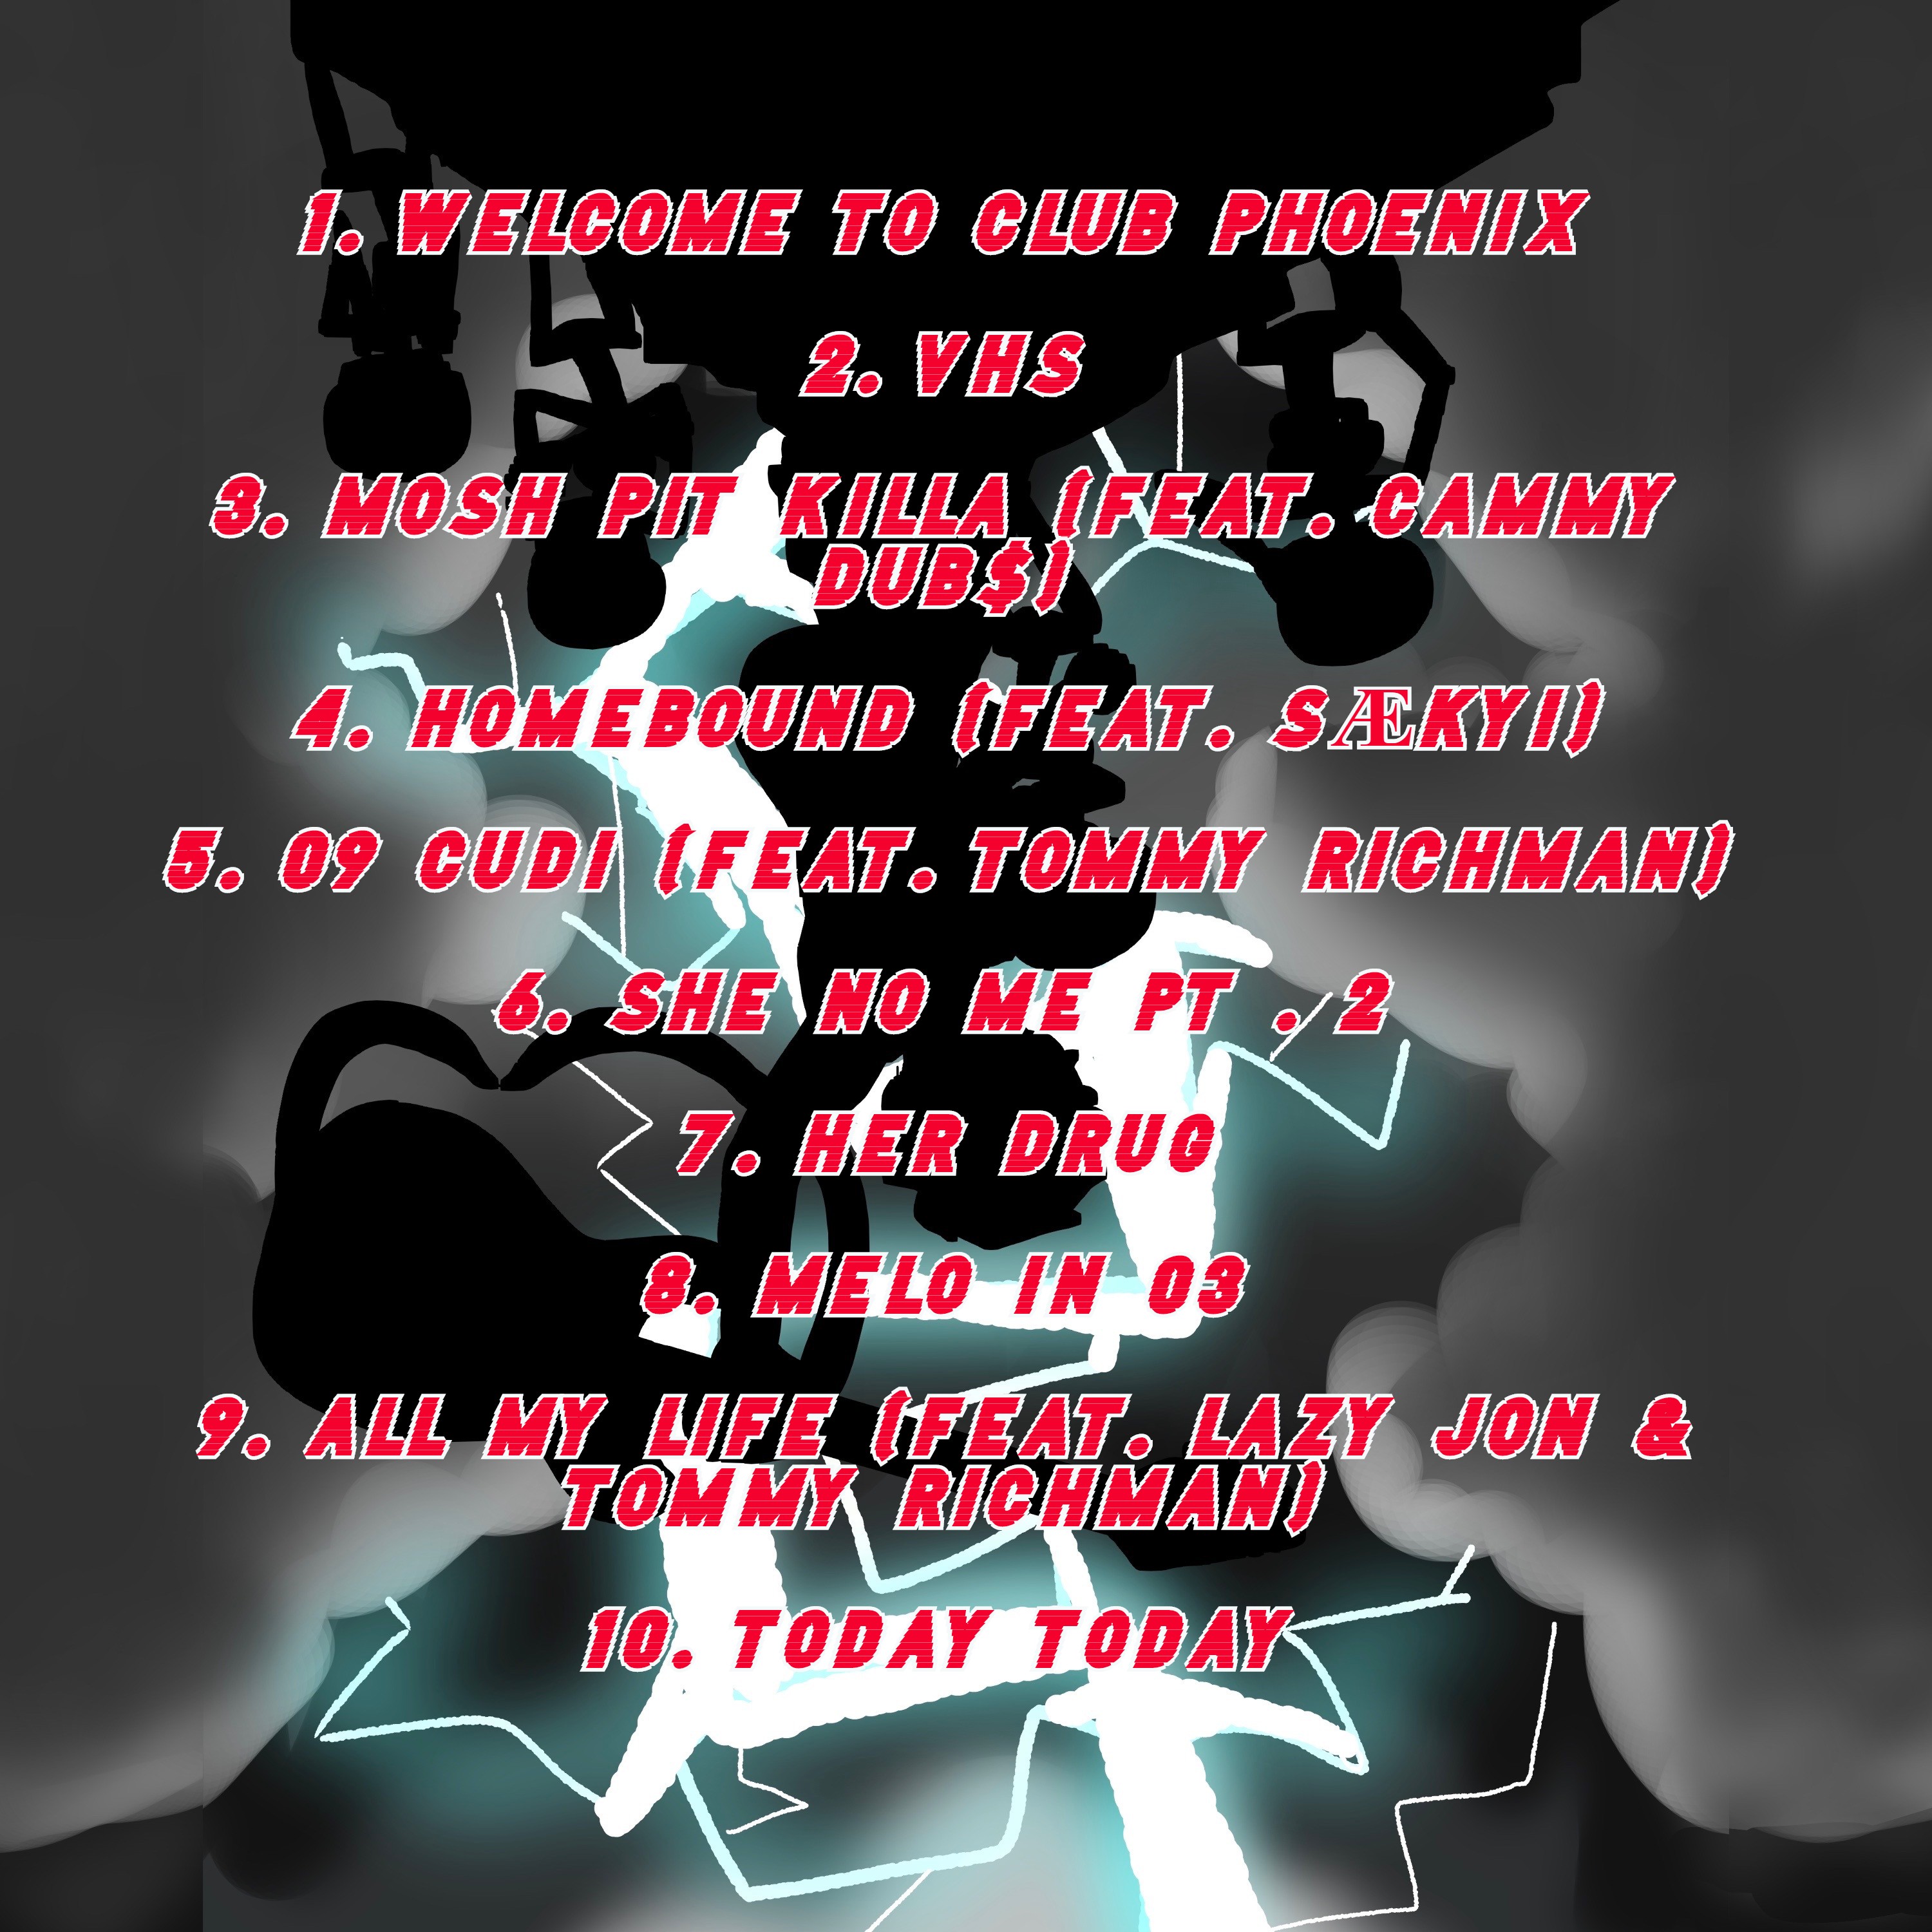 1. WELCOME TO CLUB PHOENIX
2. VHS
3. MOSH PIT KILLA (FEAT. CAMMY
DUB$)
4. HOMEBOUND (FEAT. SÆKYI)
5. 09 CUDI (FEAT. TOMMY RICHMAN)
6. SHE NO ME PT . 2
7. HER DRUG
8. MELO IN 03
9. ALL MY LIFE (FEAT. LAZY JON &
TOMMY RICHMAN)
10. TODAY TODAY